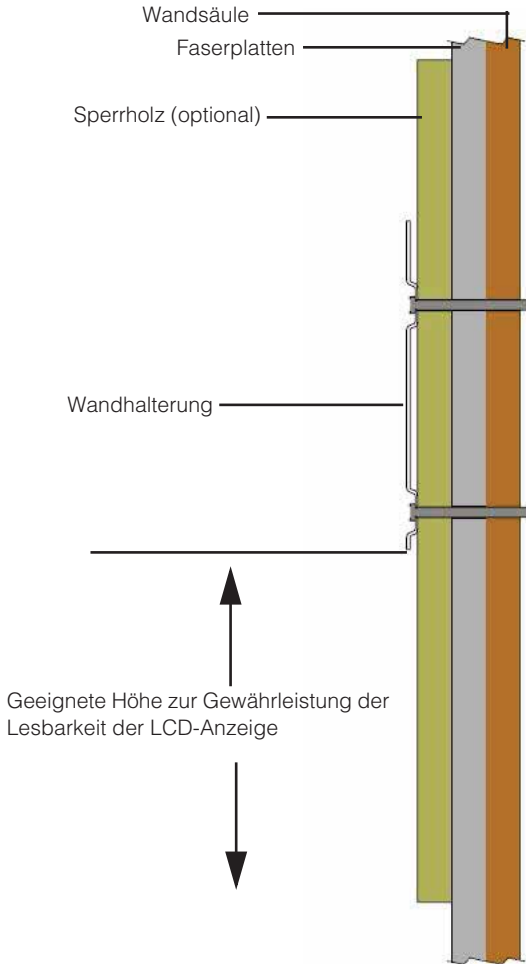 Wandsäule
Faserplatten
Sperrholz (optional)
Wandhalterung
Geeignete Höhe zur Gewährleistung der
Lesbarkeit der LCD-Anzeige